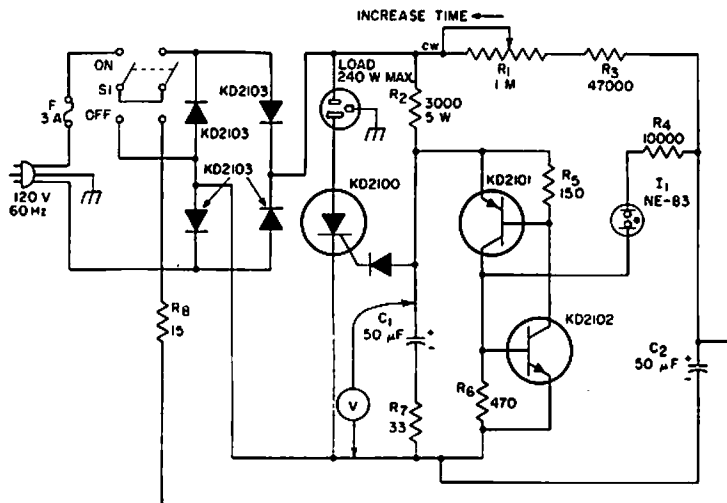 INCREASE TIME
ON
S1
OFF
F
3 A
120 V
60 Hz
KD2103
KD2103
KD2103
LOAD
240 W MAX.
CW
R2
3000
5 W
R1
1 M
R3
47000
R4
10000
I1
NE-83
KD2100
KD2101
R5
150
KD2102
R8
15
C1
50 µF
+
-
V
R7
33
R6
470
C2
50 µF
+
-